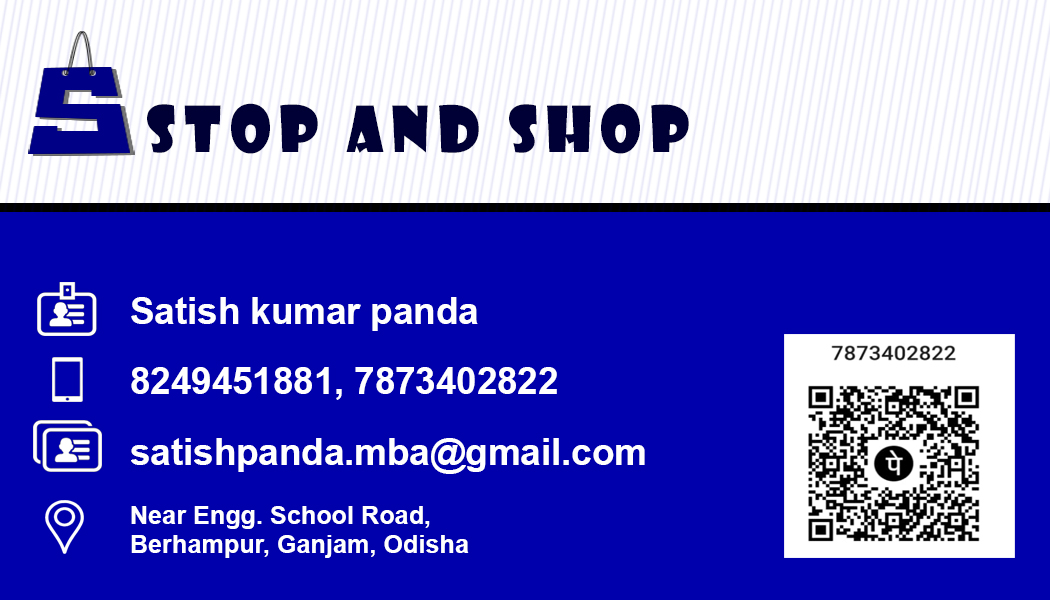 STOP AND SHOP
Satish kumar panda
8249451881, 7873402822
satishpanda.mba@gmail.com
Near Engg. School Road,
Berhampur, Ganjam, Odisha
7873402822
पे